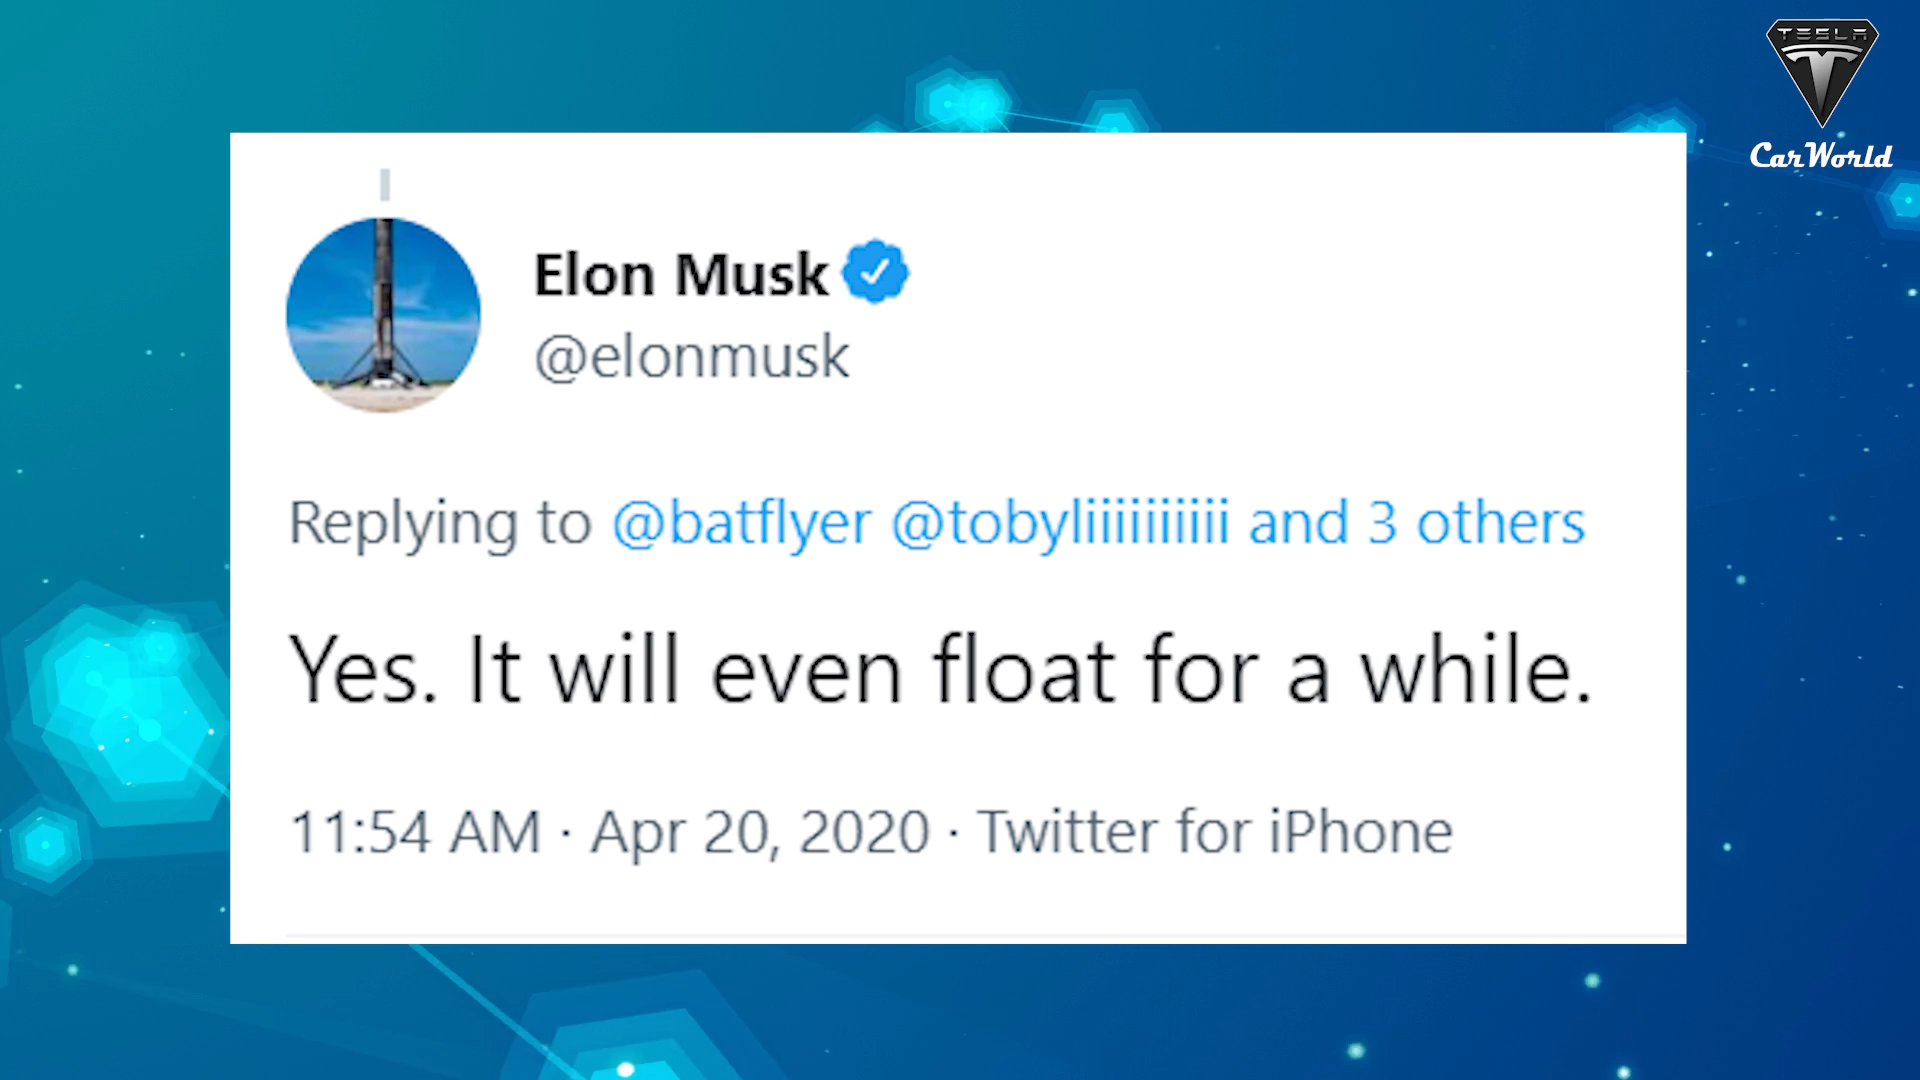 TESLA
CarWorld
Elon Musk
@elonmusk
Replying to @batflyer @tobyliiiiiiiiii and 3 others
Yes. It will even float for a while.
11:54 AM · Apr 20, 2020 · Twitter for iPhone